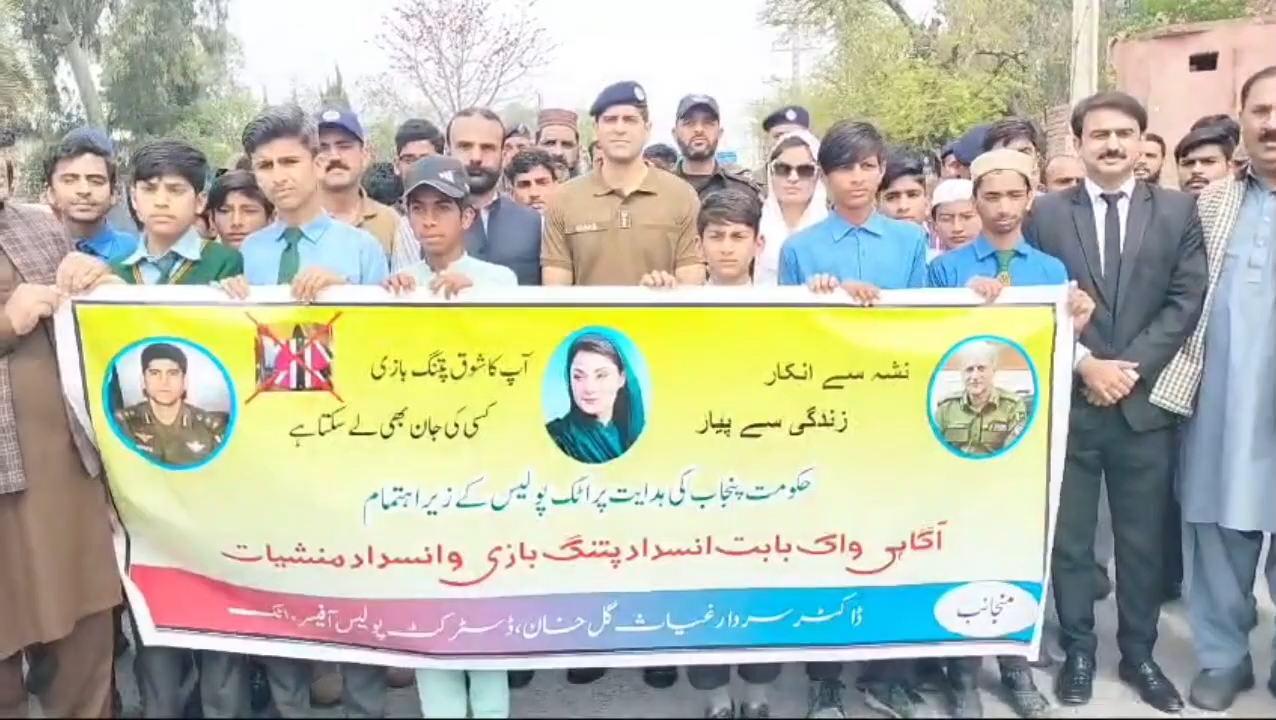 نشہ سے انکار
زندگی سے پیار
آپ کا شوق پتنگ بازی
کسی کی جان بھی لے سکتا ہے
حکومت پنجاب کی ہدایت پر اٹک پولیس کے زیر اہتمام
آگاہی واک بابت انسداد پتنگ بازی و انسداد منشیات
منجانب
ڈاکٹر سردار غیاث گل خان، ڈسٹرکٹ پولیس آفیسر، اٹک